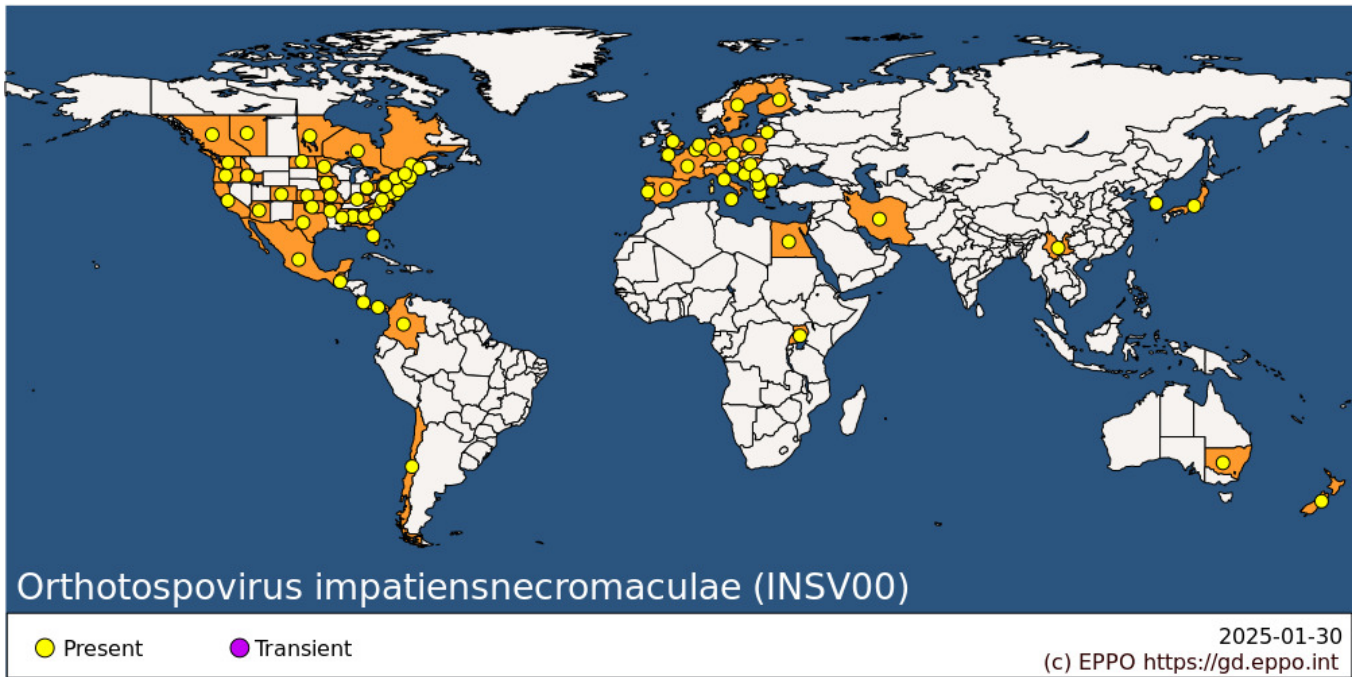 Orthotospovirus impatiensnecromaculae (INSV00)
Present
Transient
2025-01-30
(c) EPPO https://gd.eppo.int